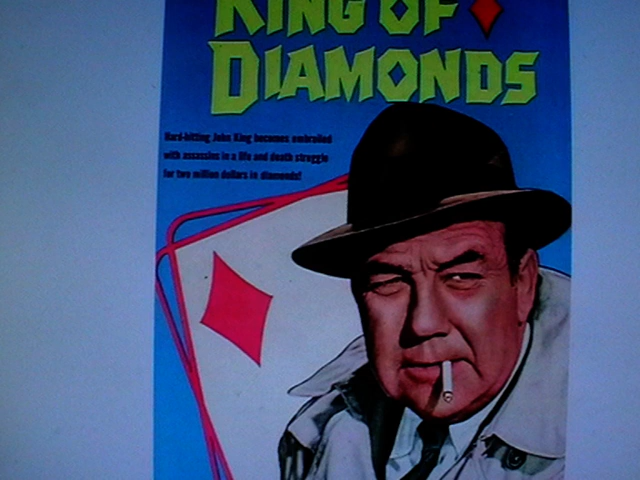 KING OF
DIAMONDS
Hard-hitting John King becomes embroiled
with assassins in a life and death struggle
for two million dollars in diamonds!